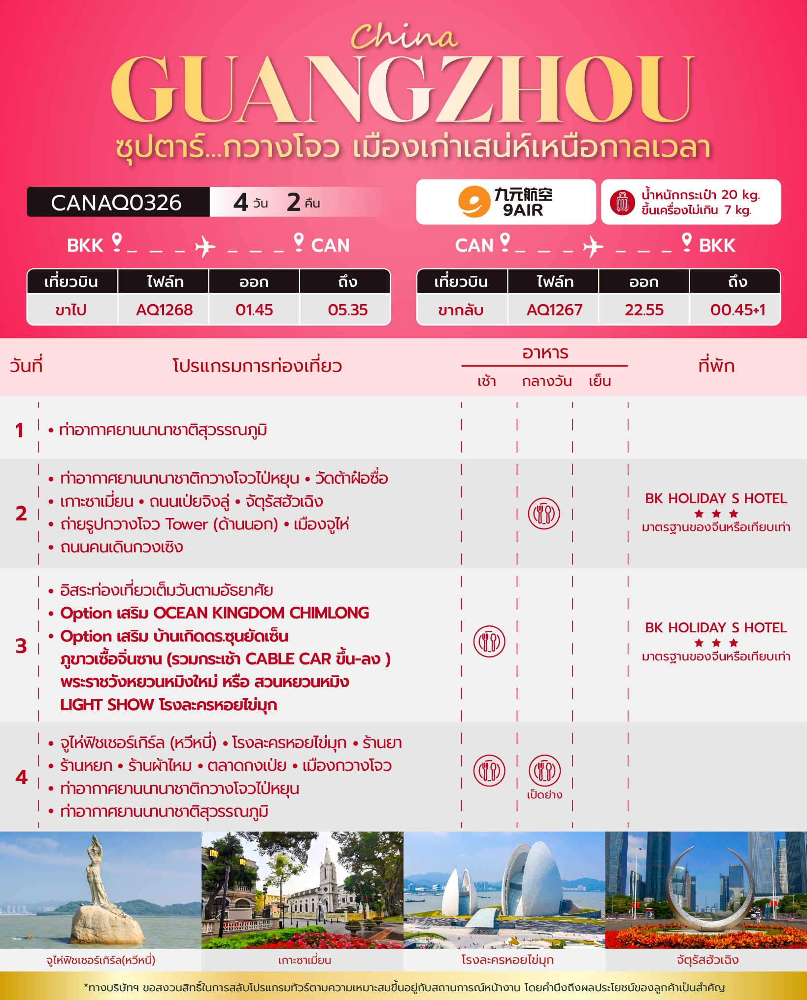 China
GUANGZHOU
ซุปตาร์...กวางโจว เมืองเก่าเสน่ห์เหนือกาลเวลา
CANAQ0326 4 วัน 2 คืน
九元航空
9AIR
น้ำหนักกระเป๋า 20 kg.
ขึ้นเครื่องไม่เกิน 7 kg.
BKK CAN
CAN BKK
เที่ยวบิน ไฟล์ท ออก ถึง
ขาไป AQ1268 01.45 05.35
เที่ยวบิน ไฟล์ท ออก ถึง
ขากลับ AQ1267 22.55 00.45+1
วันที่ โปรแกรมการท่องเที่ยว อาหาร ที่พัก
เช้า กลางวัน เย็น
1
• ท่าอากาศยานนานาชาติสุวรรณภูมิ
2
• ท่าอากาศยานนานาชาติกวางโจวไป่หยุน • วัดต้าฝอซื่อ
• เกาะซาเมี่ยน • ถนนเป่ยจิงลู่ • จัตุรัสฮัวเฉิง
• ถ่ายรูปกวางโจว Tower (ด้านนอก) • เมืองจูไห่
• ถนนคนเดินกวงเซิง
BK HOLIDAY S HOTEL
★ ★ ★
มาตรฐานของจีนหรือเทียบเท่า
3
• อิสระท่องเที่ยวเต็มวันตามอัธยาศัย
• Option เสริม OCEAN KINGDOM CHIMLONG
• Option เสริม บ้านเกิดดร.ซุนยัดเซ็น
ภูขาวเซื้อจิ่นซาน (รวมกระเช้า CABLE CAR ขึ้น-ลง )
พระราชวังหยวนหมิงใหม่ หรือ สวนหยวนหมิง
LIGHT SHOW โรงละครหอยไข่มุก
BK HOLIDAY S HOTEL
★ ★ ★
มาตรฐานของจีนหรือเทียบเท่า
4
• จูไห่ฟิชเชอร์เกิร์ล (หวีหนี่) • โรงละครหอยไข่มุก • ร้านยา
• ร้านหยก • ร้านผ้าไหม • ตลาดกงเป่ย • เมืองกวางโจว
• ท่าอากาศยานนานาชาติกวางโจวไป่หยุน
• ท่าอากาศยานนานาชาติสุวรรณภูมิ
เป็ดย่าง
จูไห่ฟิชเชอร์เกิร์ล(หวีหนี่)
เกาะซาเมี่ยน
โรงละครหอยไข่มุก
จัตุรัสฮัวเฉิง
*ทางบริษัทฯ ขอสงวนสิทธิ์ในการสลับโปรแกรมทัวร์ตามความเหมาะสมขึ้นอยู่กับสถานการณ์หน้างาน โดยคำนึงถึงผลประโยชน์ของลูกค้าเป็นสำคัญ